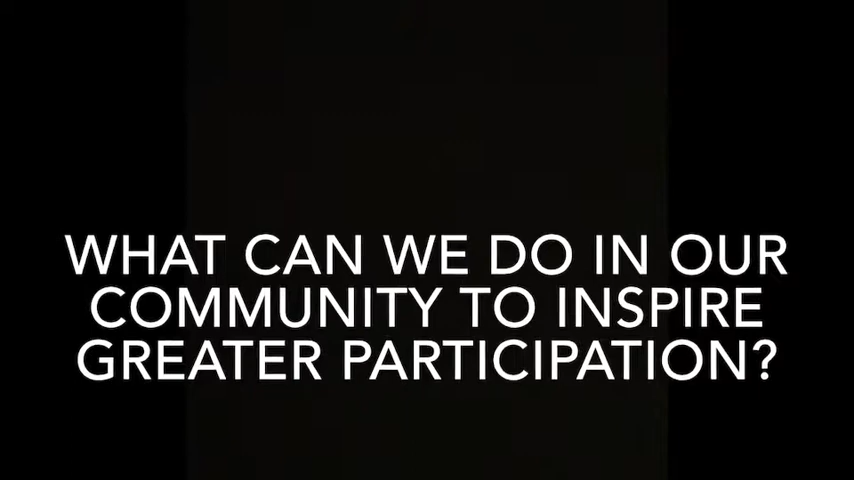 WHAT CAN WE DO IN OUR
COMMUNITY TO INSPIRE
GREATER PARTICIPATION?